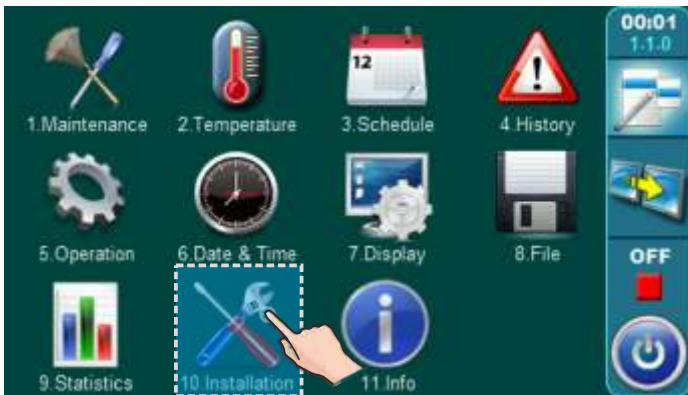 00:01
1.1.0
12
1.Maintenance
2.Temperature
3.Schedule
4.History
5.Operation
6.Date & Time
7.Display
8.File
OFF
9.Statistics
10.Installation
11.Info